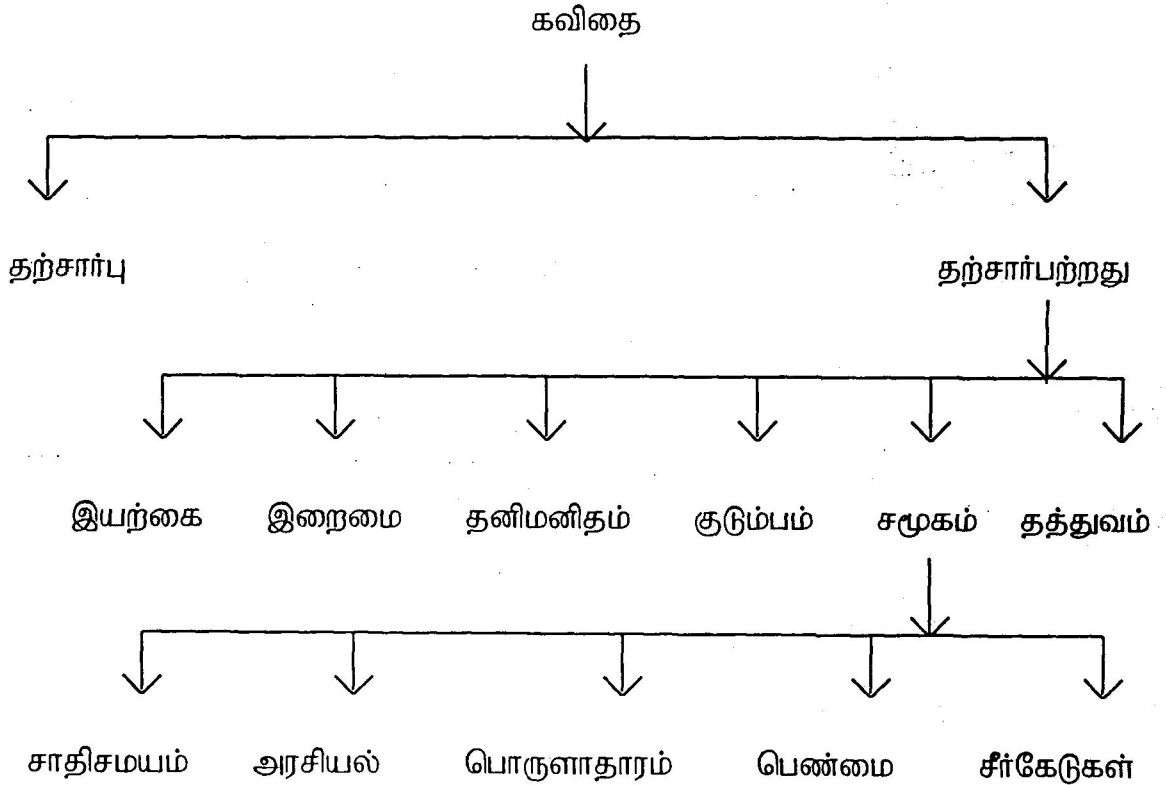 கவிதை
தற்சார்பு தற்சார்பற்றது
இயற்கை இறைமை தனிமனிதம் குடும்பம் சமூகம் தத்துவம்
சாதிசமயம் அரசியல் பொருளாதாரம் பெண்மை சீர்கேடுகள்